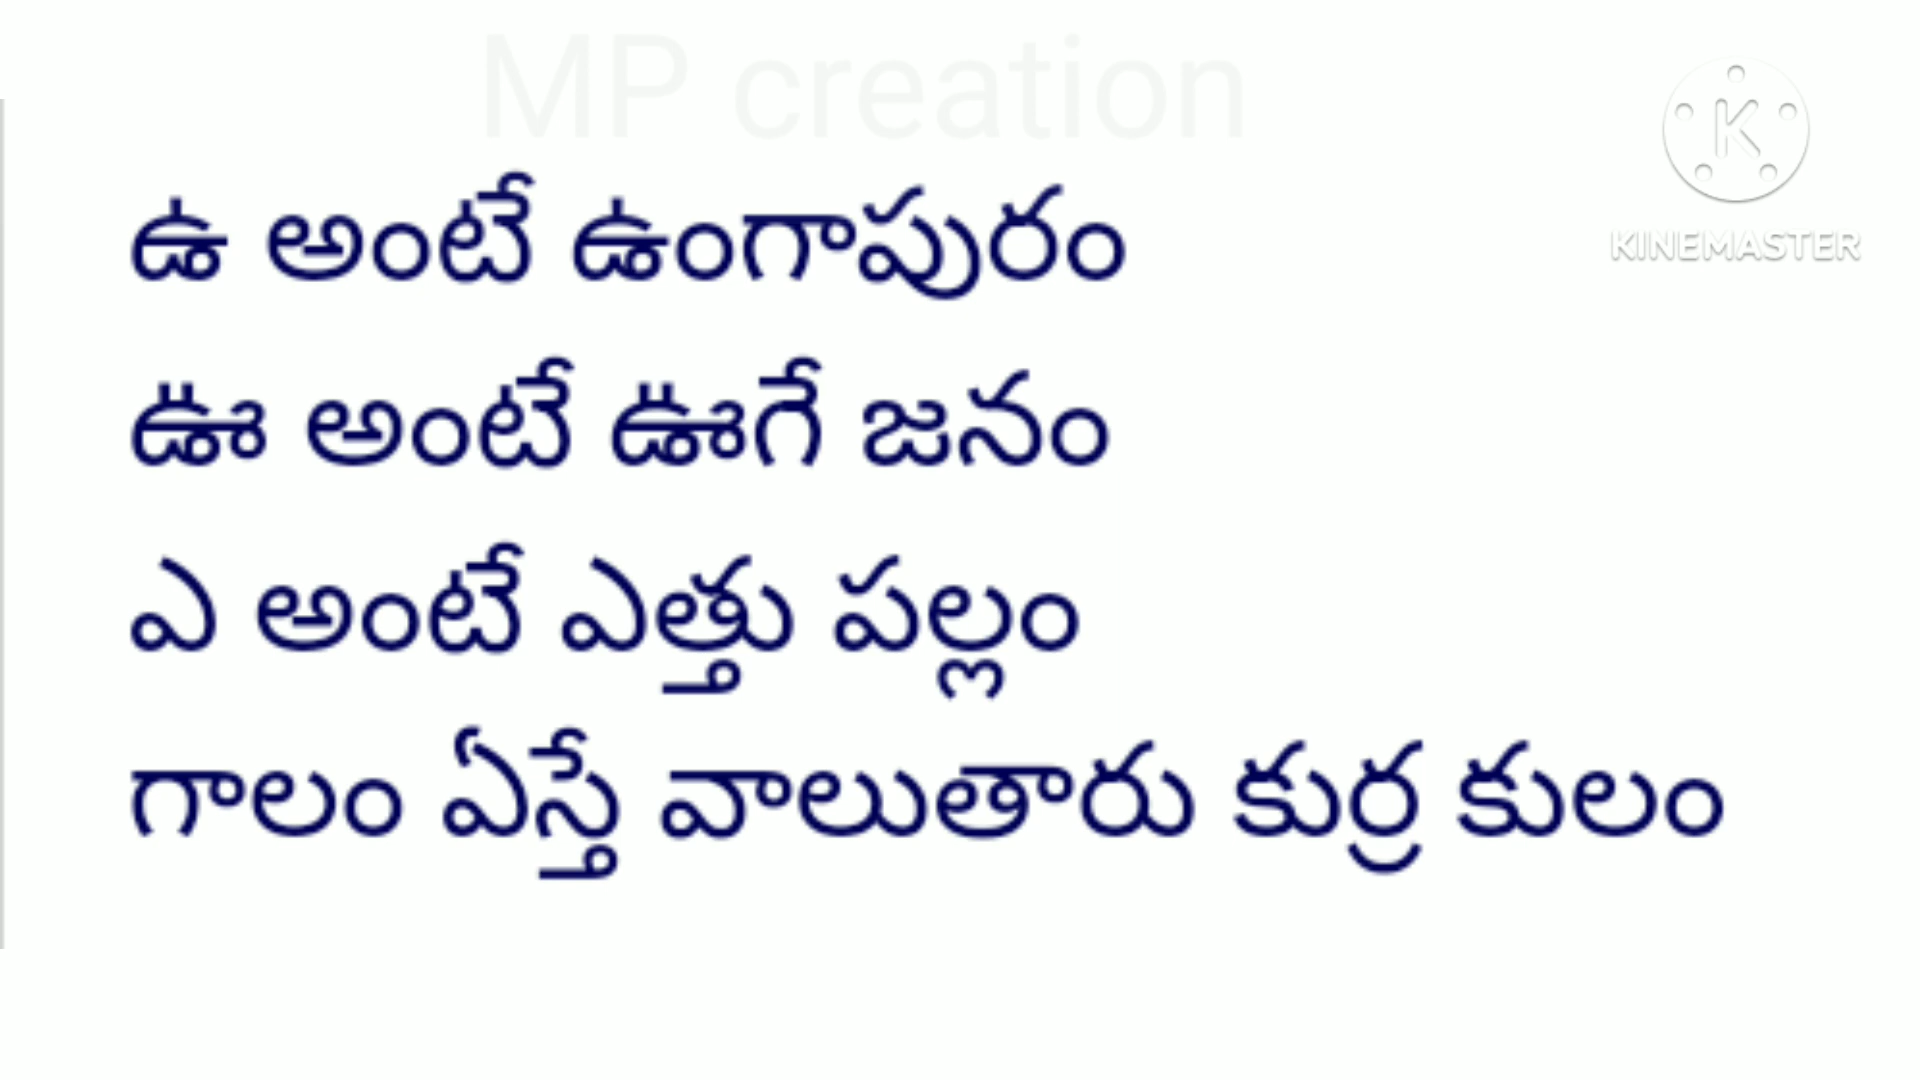 MP creation
KINEMASTER
ఉ అంటే ఉంగాపురం
ఊ అంటే ఊగే జనం
ఎ అంటే ఎత్తు పల్లం
గాలం ఏస్తే వాలుతారు కుర్ర కులం